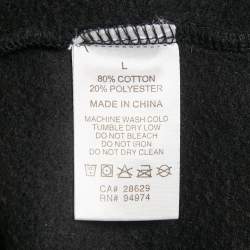 L
80% COTTON
20% POLYESTER
MADE IN CHINA
MACHINE WASH COLD
TUMBLE DRY LOW
DO NOT BLEACH
DO NOT IRON
DO NOT DRY CLEAN
CA# 28629
RN# 94974